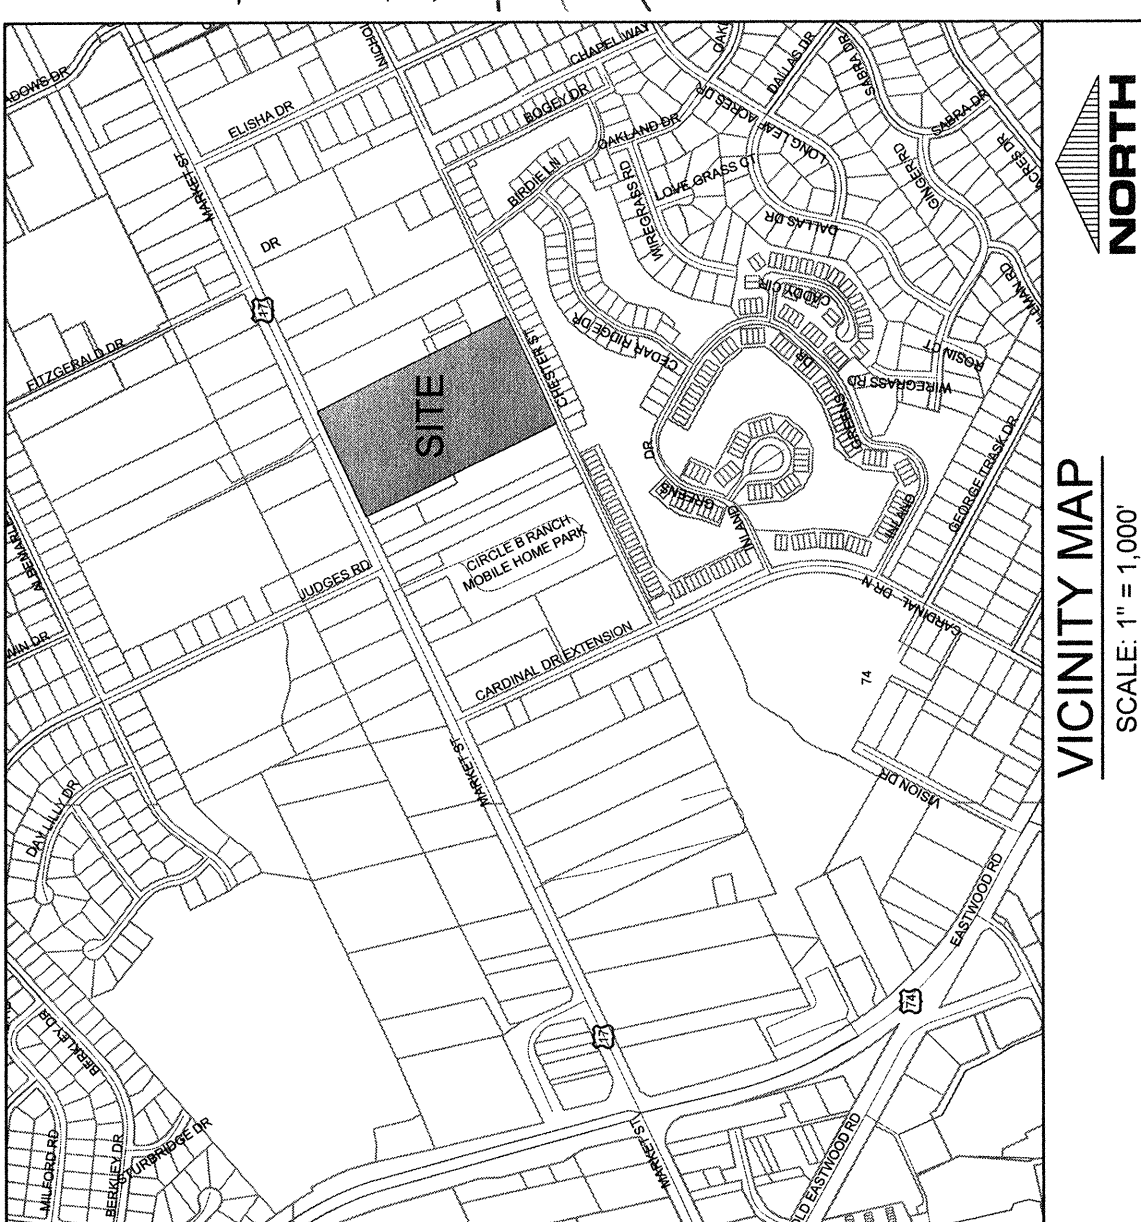 MARKET ST
ELISHA DR
CHAPEL WAY
BOGEY DR
DALLAS DR
SABRA DR
OAKLAND DR
LONG LEAF ACRES DR
SABRA DR
ACRES DR
BIRDIE LN
WIREGRASS RD
LOVE GRASS CT
GINGER RD
DR
DALLAS DR
17
FITZGERALD DR
CEDAR RIDGE DR
CADDY CIR
CHESTER ST
SITE
ROSIN CT
WIREGRASS RD
GREENS DR
DR
GREENS
INLAND
INLAND
GEORGE TRASK DR
CIRCLE B RANCH
MOBILE HOME PARK
JUDGES RD
CARDINAL DR EXTENSION
CARDINAL DR N
74
MARKET ST
VISION DR
DAY LILLY DR
EASTWOOD RD
74
17
BERKLEY DR
MILFORD RD
BERKLEY DR
STURBRIDGE DR
MARKET ST
OLD EASTWOOD RD
NORTH
VICINITY MAP
SCALE: 1" = 1,000'